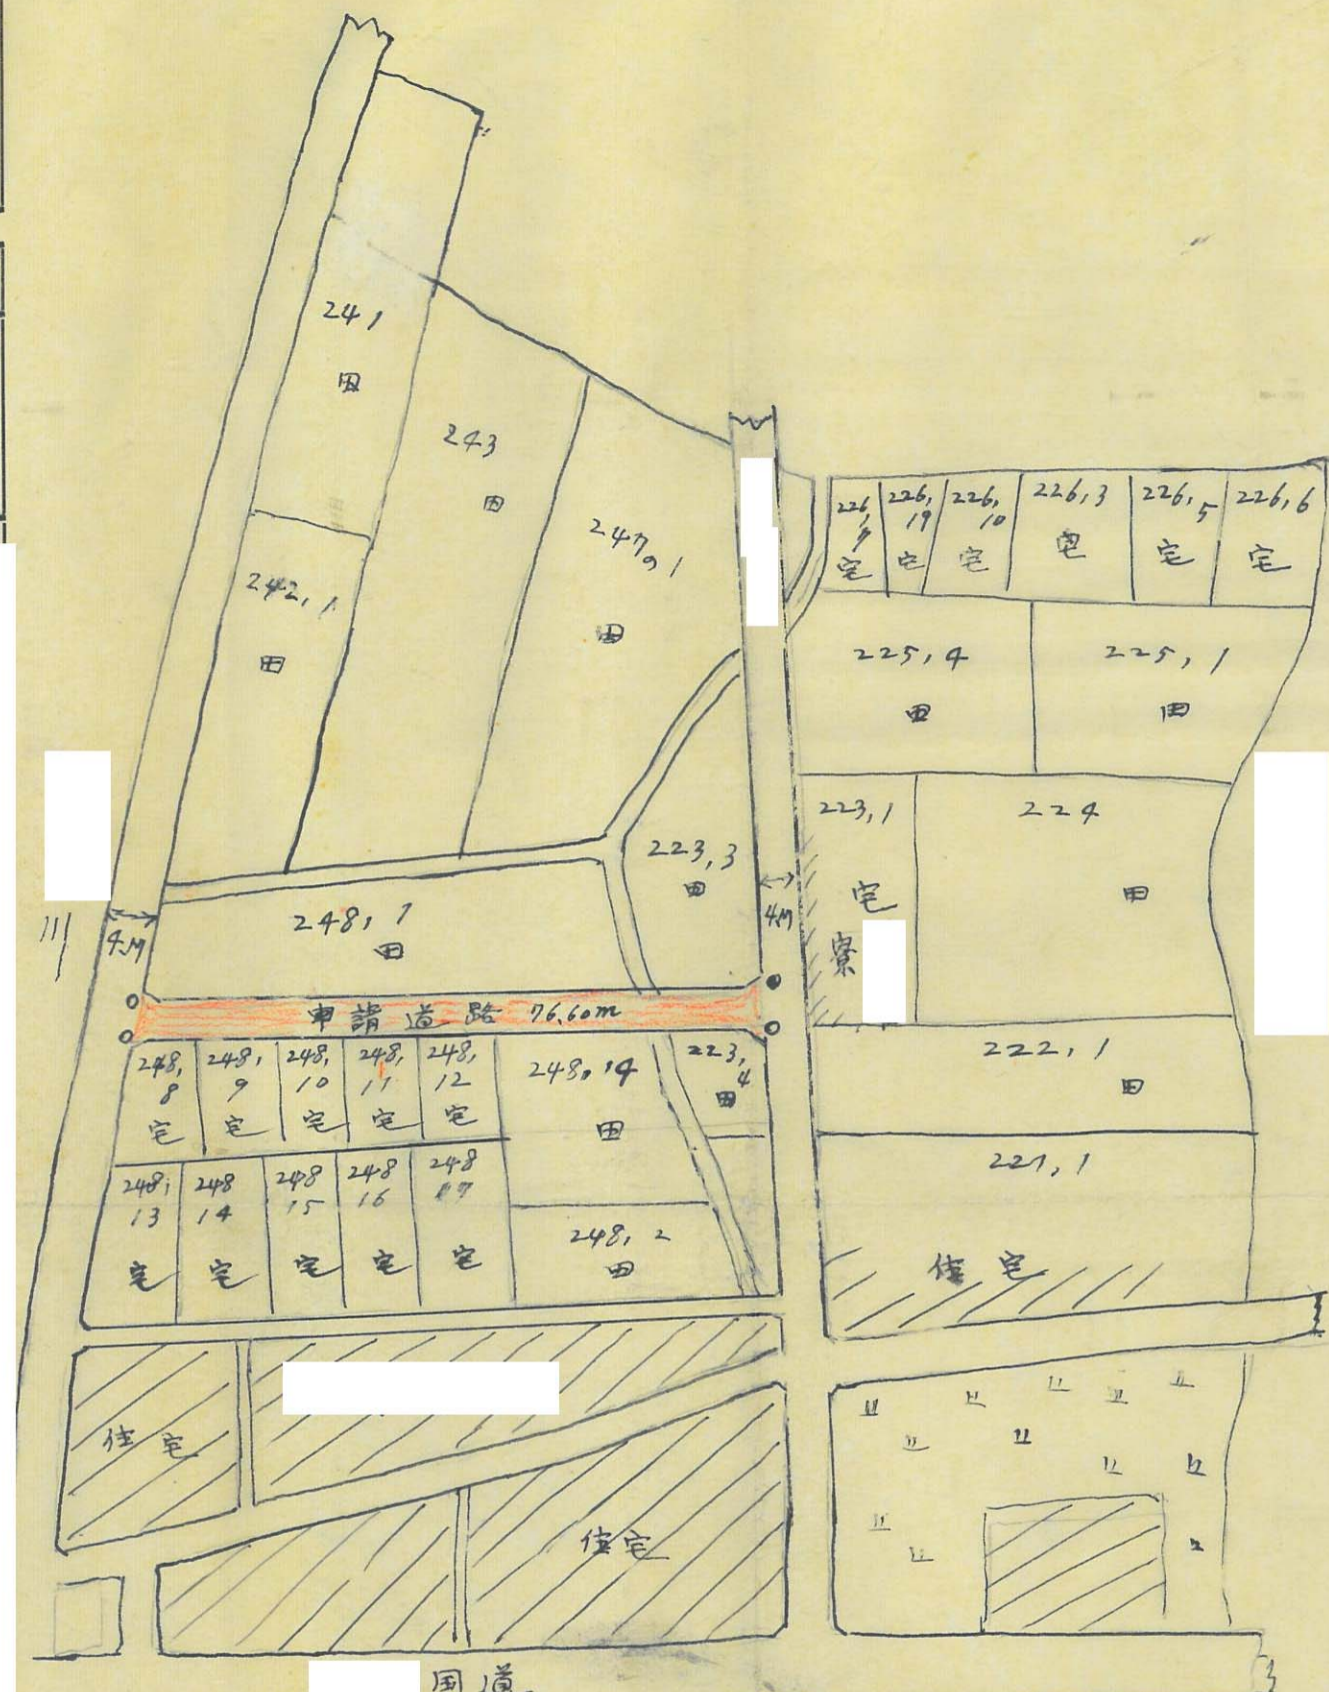 241
田
243
田
247,1
田
242,1
田
226,
宅
226,
19
宅
226,
10
宅
226,3
宅
226,
5
宅
226,6
宅
225,4
田
225,1
田
223,1
宅
寮
224
田
223,3
田
4M
川
4M
248,1
田
申請道路 76.60m
248,
8
宅
248,
9
宅
248,
10
宅
248,
11
宅
248,
12
宅
248,14
田
223,
4
田
222,1
田
248,
13
宅
248
14
宅
248
15
宅
248
16
宅
248
17
宅
248,2
田
221,1
住宅
住宅
住宅
国道